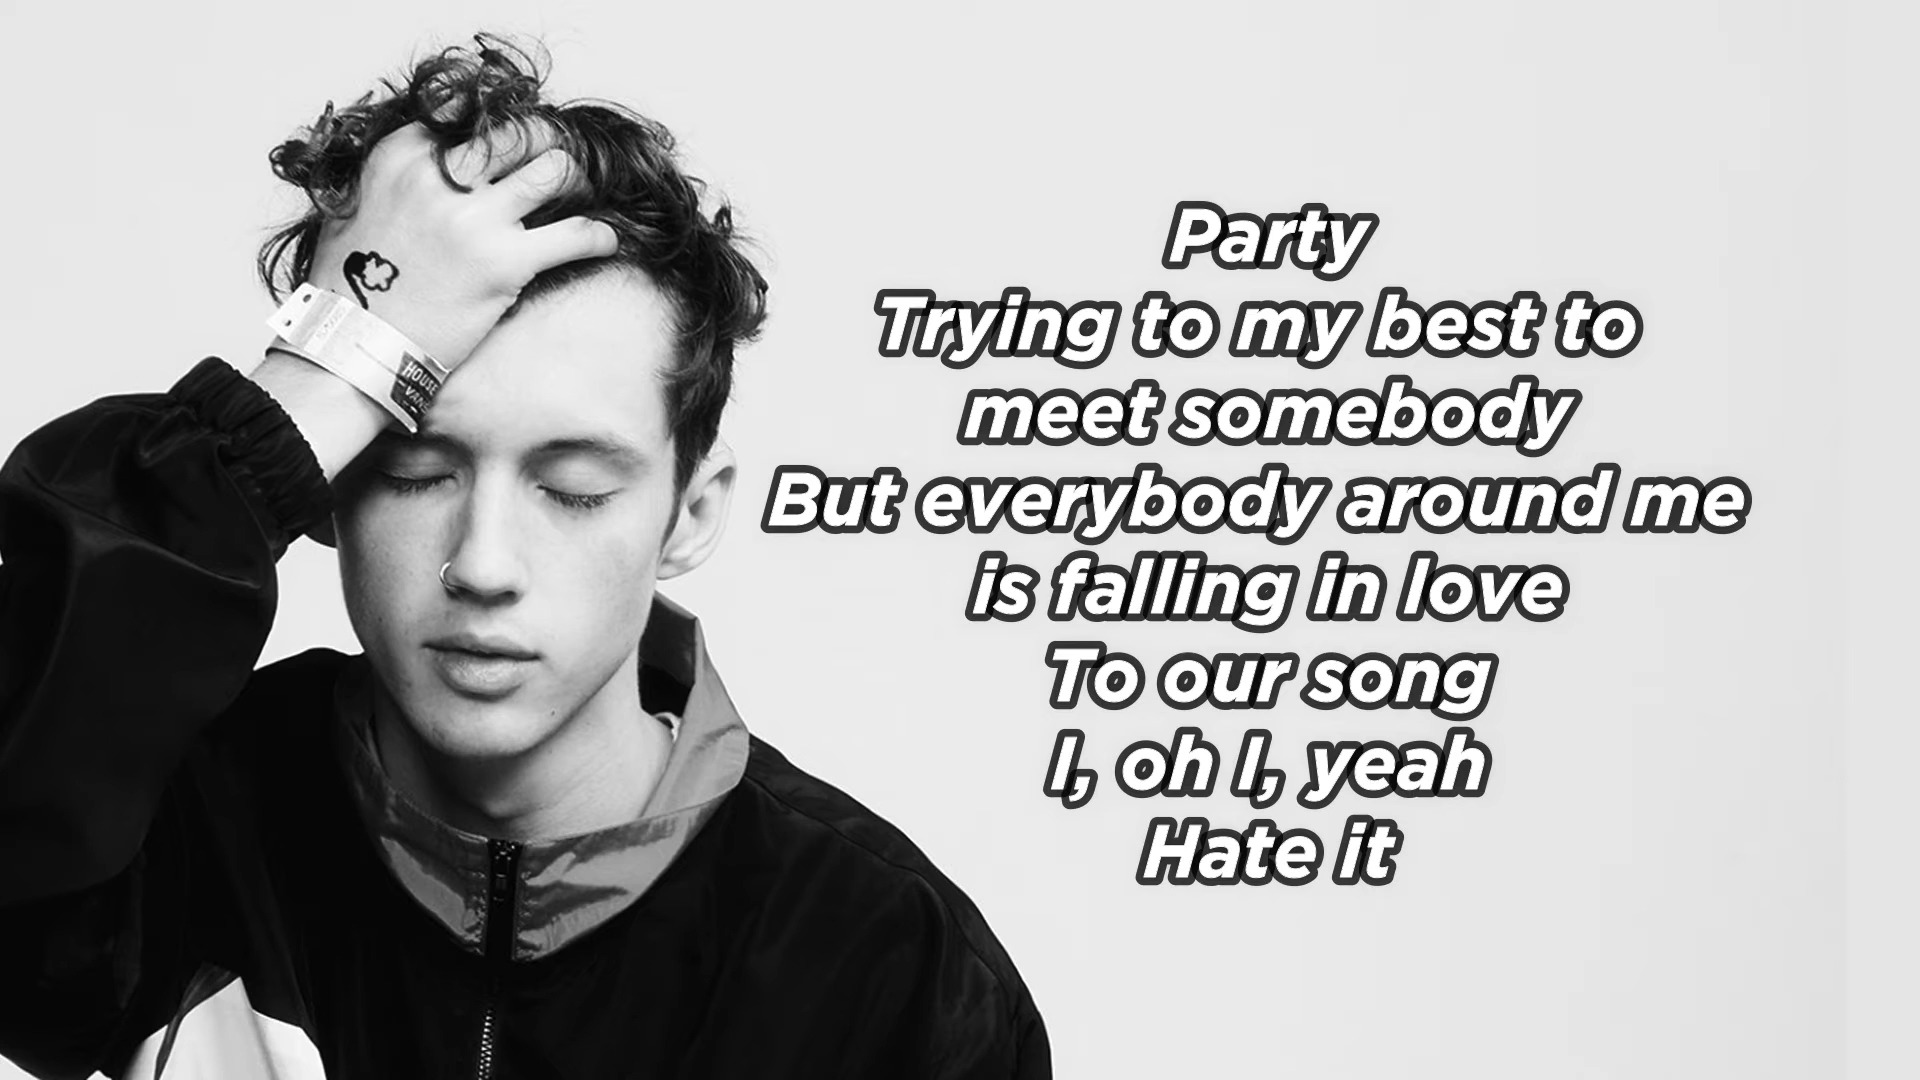 Party
Trying to my best to
meet somebody
But everybody around me
is falling in love
To our song
I, oh I, yeah
Hate it
HOUSE